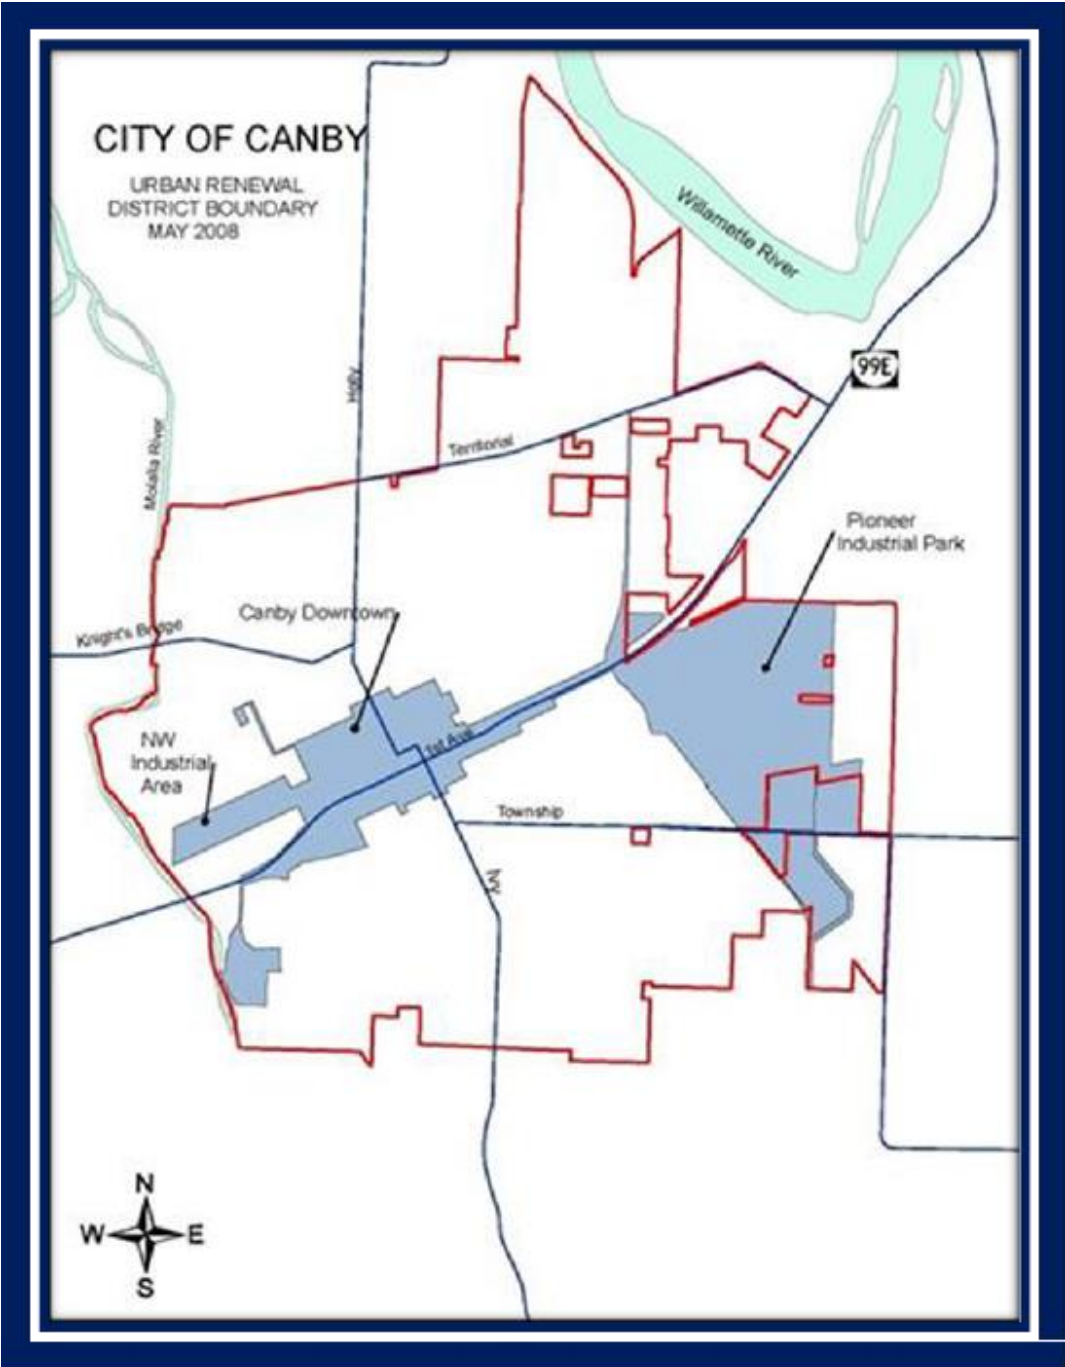 CITY OF CANBY
URBAN RENEWAL
DISTRICT BOUNDARY
MAY 2008
Willamette River
99E
Holly
Territorial
Molalla River
Pioneer
Industrial Park
Canby Downtown
Knight's Bridge
NW
Industrial
Area
1st Ave
Township
IVY
N
W E
S